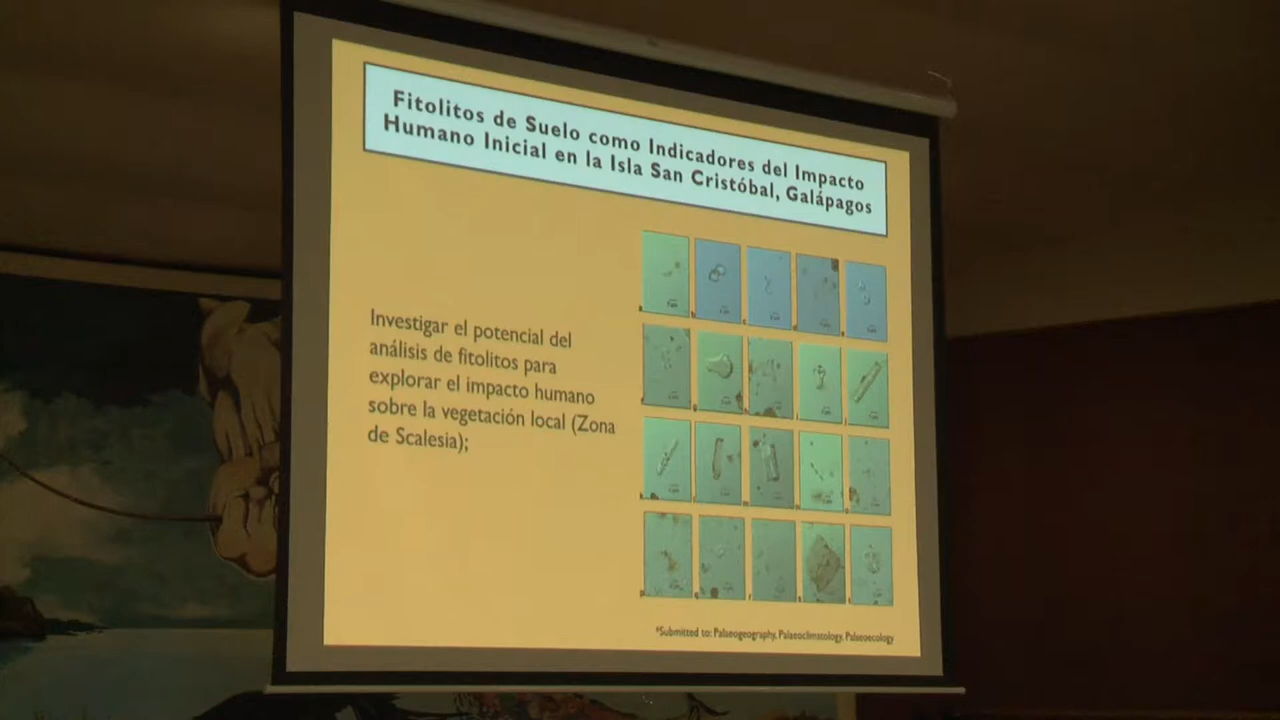 Fitolitos de Suelo como Indicadores del Impacto
Humano Inicial en la Isla San Cristóbal, Galápagos
Investigar el potencial del
análisis de fitolitos para
explorar el impacto humano
sobre la vegetación local (Zona
de Scalesia);
*Submitted to: Palaeogeography, Palaeoclimatology, Palaeoecology